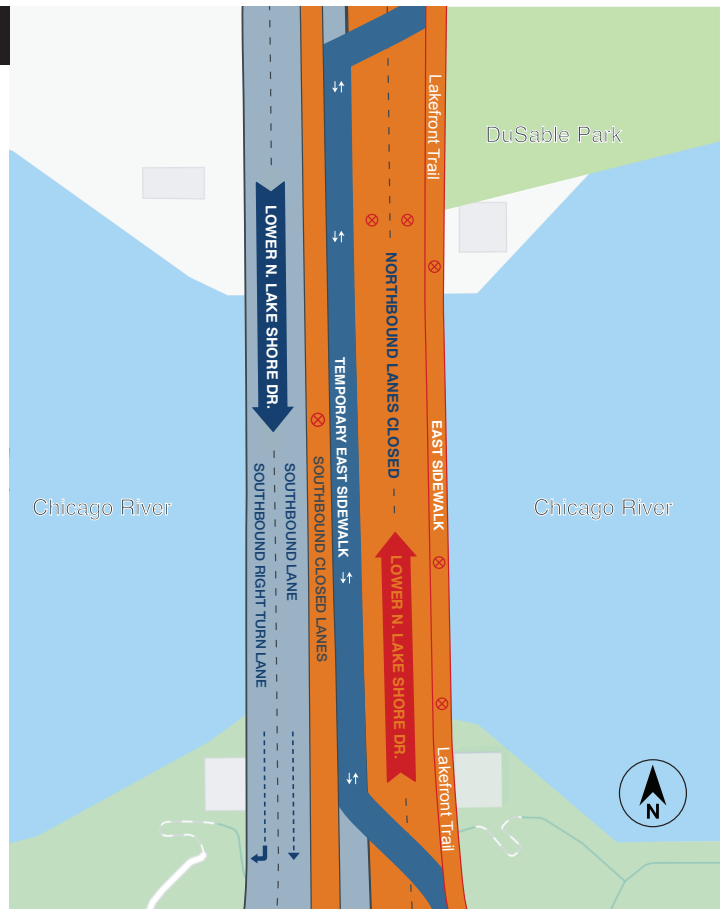 Lakefront Trail
DuSable Park
LOWER N. LAKE SHORE DR.
NORTHBOUND LANES CLOSED
TEMPORARY EAST SIDEWALK
EAST SIDEWALK
SOUTHBOUND RIGHT TURN LANE
SOUTHBOUND LANE
SOUTHBOUND CLOSED LANES
Chicago River
Chicago River
LOWER N. LAKE SHORE DR.
Lakefront Trail
N